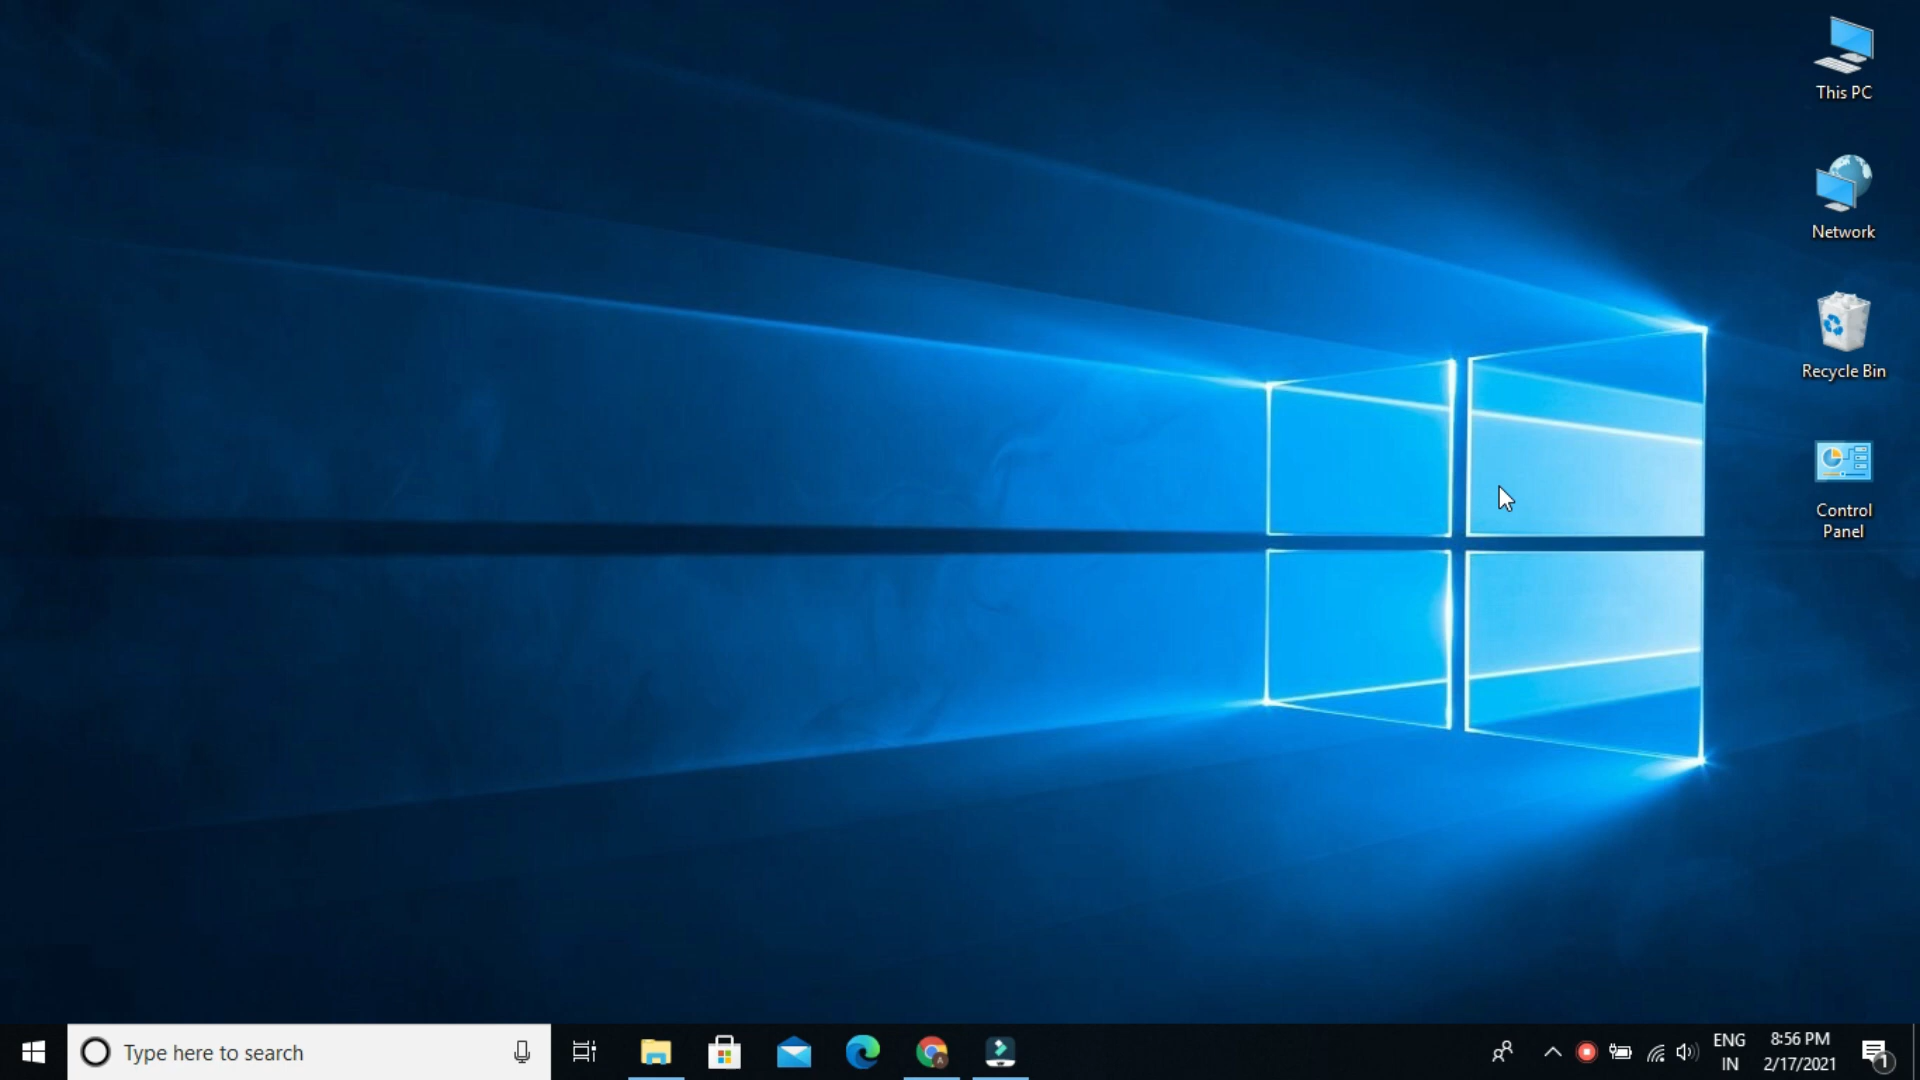 This PC
Network
Recycle Bin
Control
Panel
Type here to search
A
ENG
IN
8:56 PM
2/17/2021
1